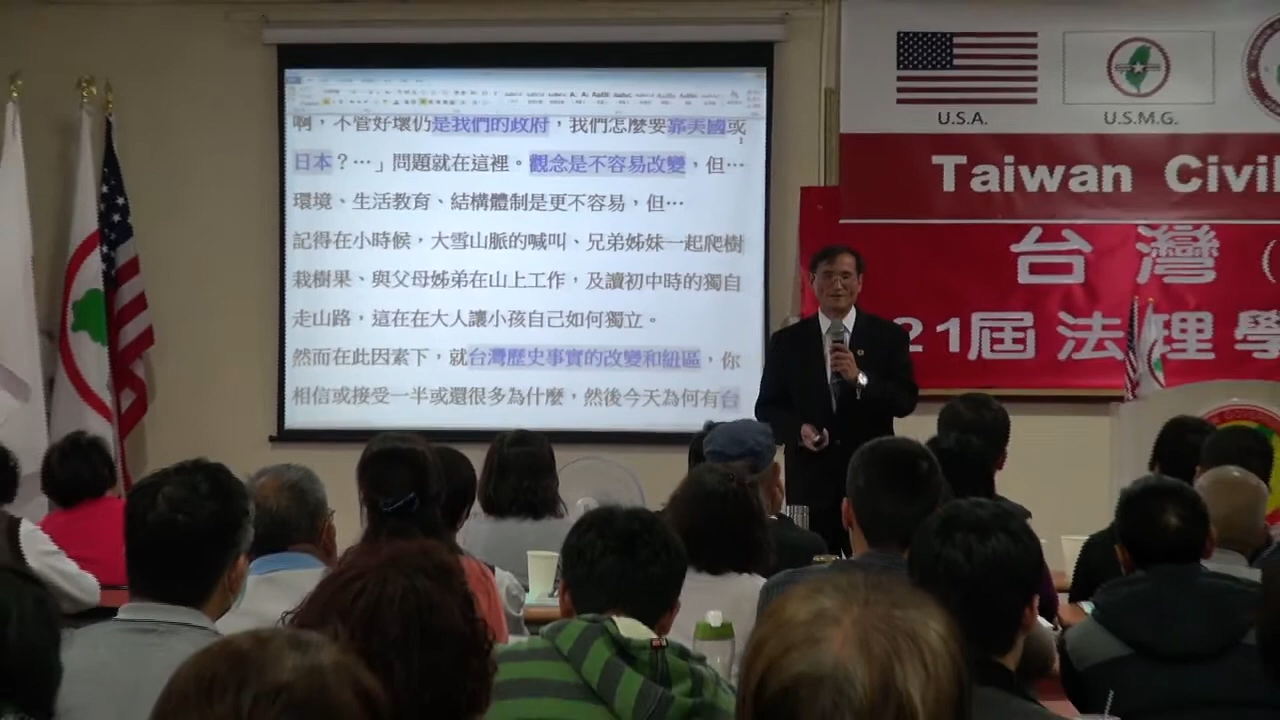 啊，不管好壞仍是我們的政府，我們怎麼要靠美國或
日本？…」問題就在這裡。觀念是不容易改變，但…
環境、生活教育、結構體制是更不容易，但…
記得在小時候，大雪山脈的喊叫、兄弟姊妹一起爬樹
栽樹果、與父母姊弟在山上工作，及讀初中時的獨自
走山路，這在在大人讓小孩自己如何獨立。
然而在此因素下，就台灣歷史事實的改變和紐區，你
相信或接受一半或還很多為什麼，然後今天為何有台
U.S.A.
U.S.M.G.
Taiwan Civil
台灣（
21屆法理學